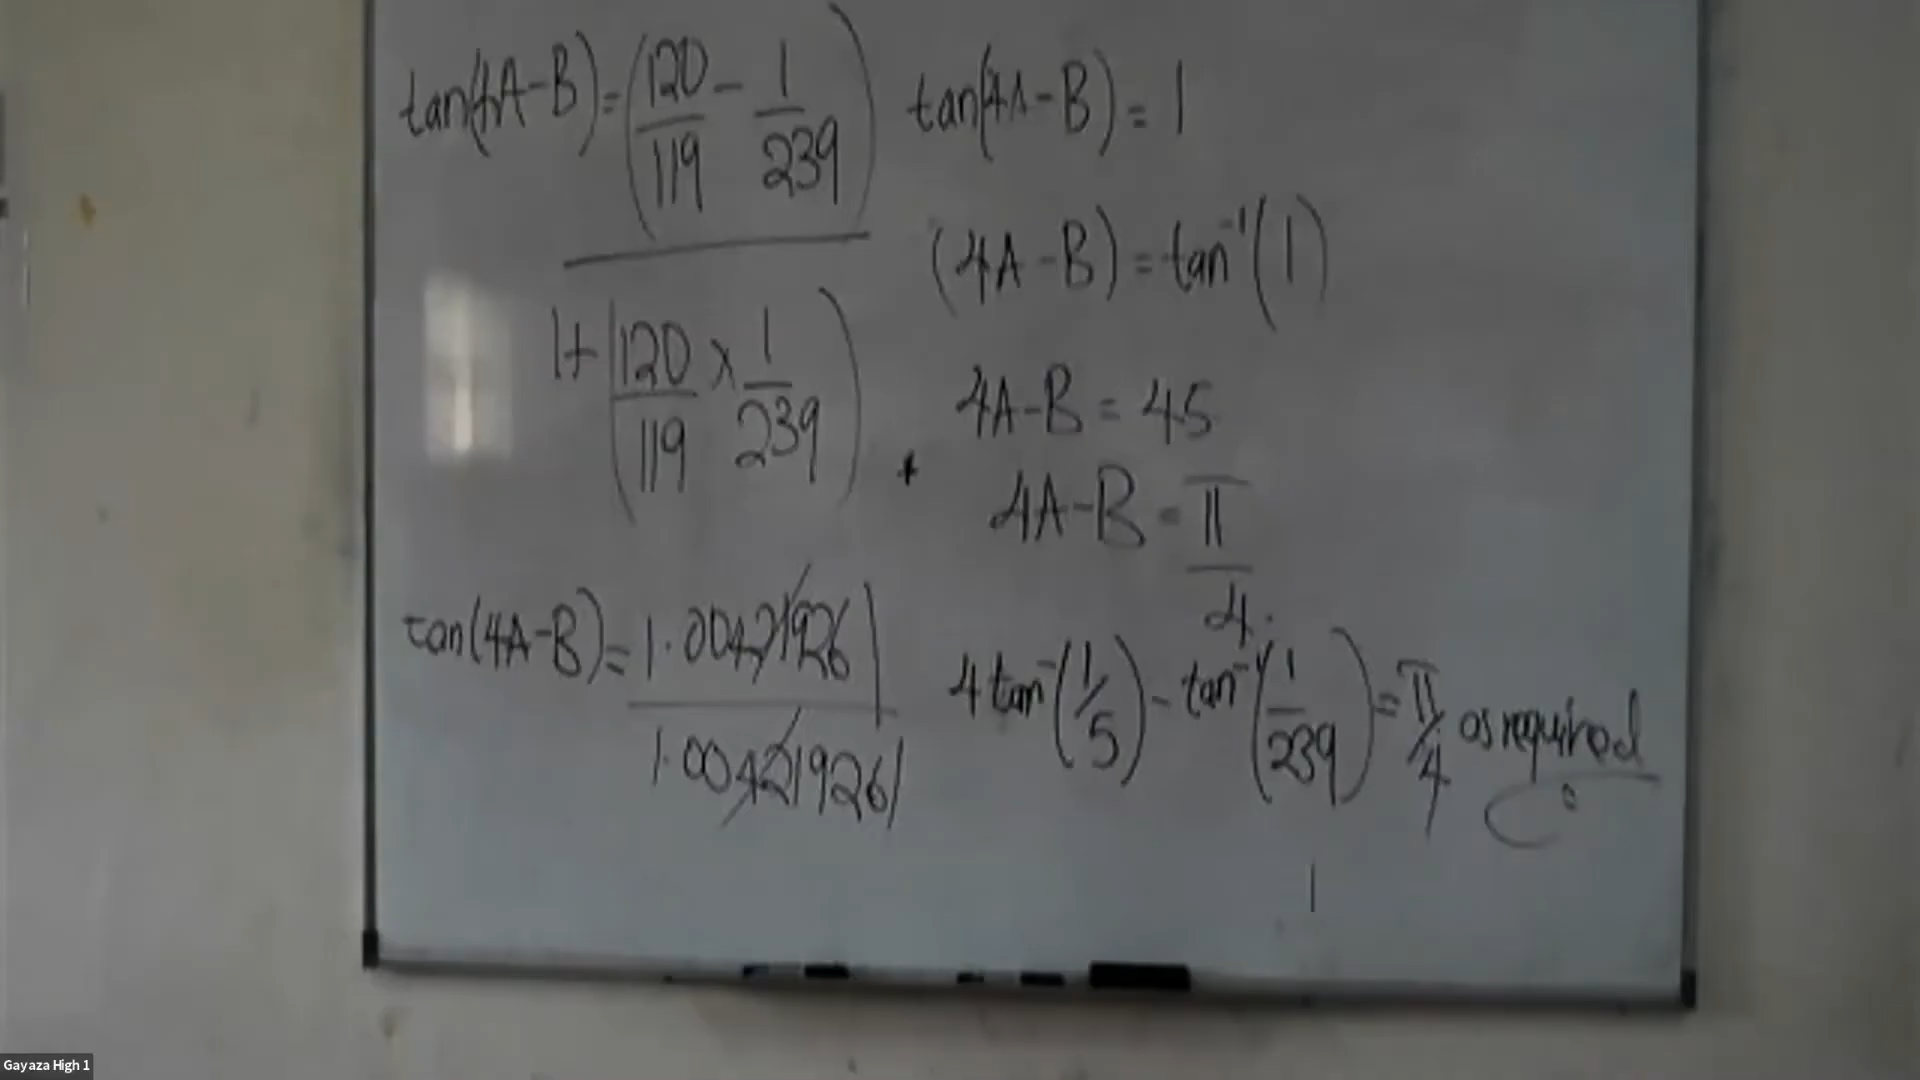 tan(4A-B)=(120/119 - 1/239)
1+(120/119 x 1/239)
tan(4A-B)=1.00421926
1.004219261
tan(4A-B) = 1
(4A-B) = tan⁻¹(1)
4A-B = 45
4A-B = π/4.
4tan⁻¹(1/5) - tan⁻¹(1/239) = π/4 as required
Gayaza High 1